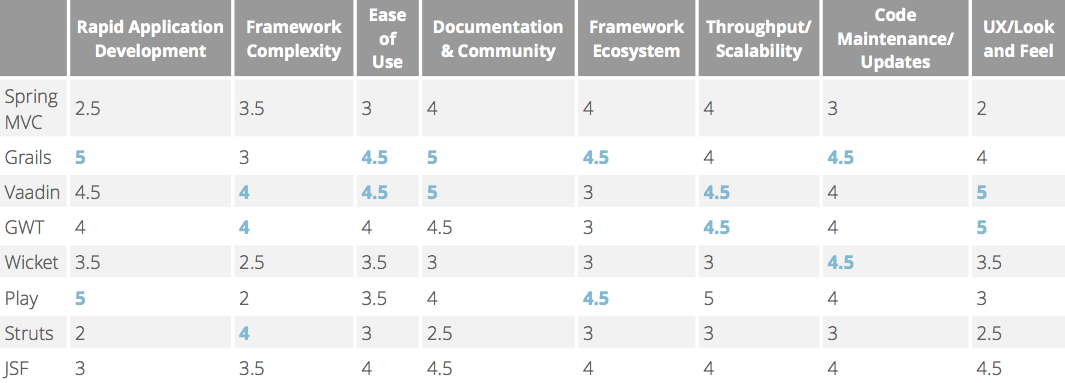 Rapid Application Development Framework Complexity Ease of Use Documentation & Community Framework Ecosystem Throughput/ Scalability Code Maintenance/ Updates UX/Look and Feel
Spring MVC 2.5 3.5 3 4 4 4 3 2
Grails 5 3 4.5 5 4.5 4 4.5 4
Vaadin 4.5 4 4.5 5 3 4.5 4 5
GWT 4 4 4 4.5 3 4.5 4 5
Wicket 3.5 2.5 3.5 3 3 3 4.5 3.5
Play 5 2 3.5 4 4.5 5 4 3
Struts 2 4 3 2.5 3 3 3 2.5
JSF 3 3.5 4 4.5 4 4 4 4.5